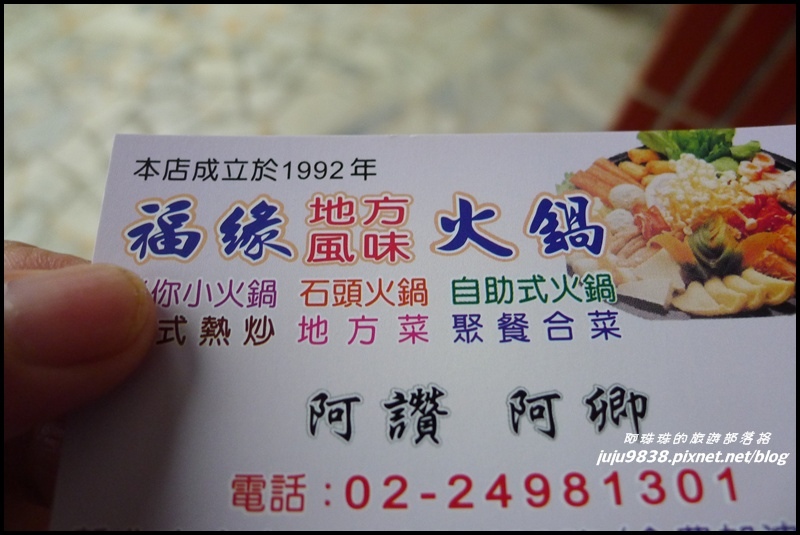 本店成立於1992年
福緣 地方風味 火鍋
你小火鍋 石頭火鍋 自助式火鍋
式熱炒 地方菜 聚餐合菜
阿讚 阿卿
電話：02-24981301
阿珠珠的旅遊部落格
juju9838.pixnet.net/blog